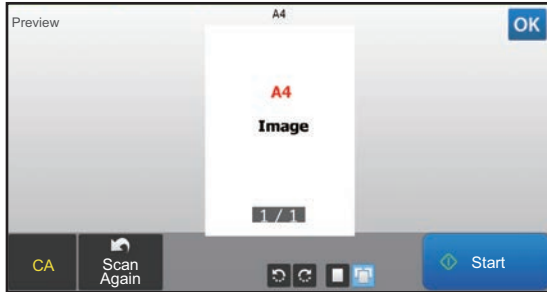 A4
Preview
OK
A4
Image
1 / 1
CA
Scan
Again
Start